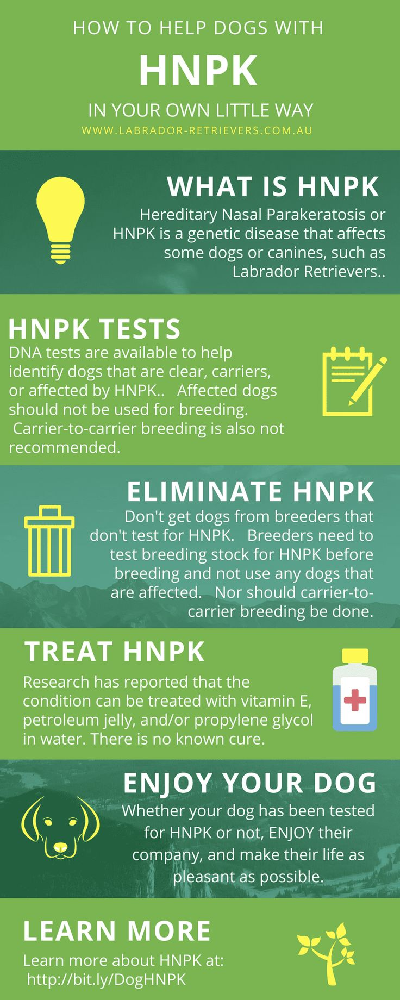 HOW TO HELP DOGS WITH
HNPK
IN YOUR OWN LITTLE WAY
WWW.LABRADOR-RETRIEVERS.COM.AU
WHAT IS HNPK
Hereditary Nasal Parakeratosis or
HNPK is a genetic disease that affects
some dogs or canines, such as
Labrador Retrievers..
HNPK TESTS
DNA tests are available to help
identify dogs that are clear, carriers,
or affected by HNPK.. Affected dogs
should not be used for breeding.
Carrier-to-carrier breeding is also not
recommended.
ELIMINATE HNPK
Don't get dogs from breeders that
don't test for HNPK. Breeders need to
test breeding stock for HNPK before
breeding and not use any dogs that
are affected. Nor should carrier-to-
carrier breeding be done.
TREAT HNPK
Research has reported that the
condition can be treated with vitamin E,
petroleum jelly, and/or propylene glycol
in water. There is no known cure.
ENJOY YOUR DOG
Whether your dog has been tested
for HNPK or not, ENJOY their
company, and make their life as
pleasant as possible.
LEARN MORE
Learn more about HNPK at:
http://bit.ly/DogHNPK